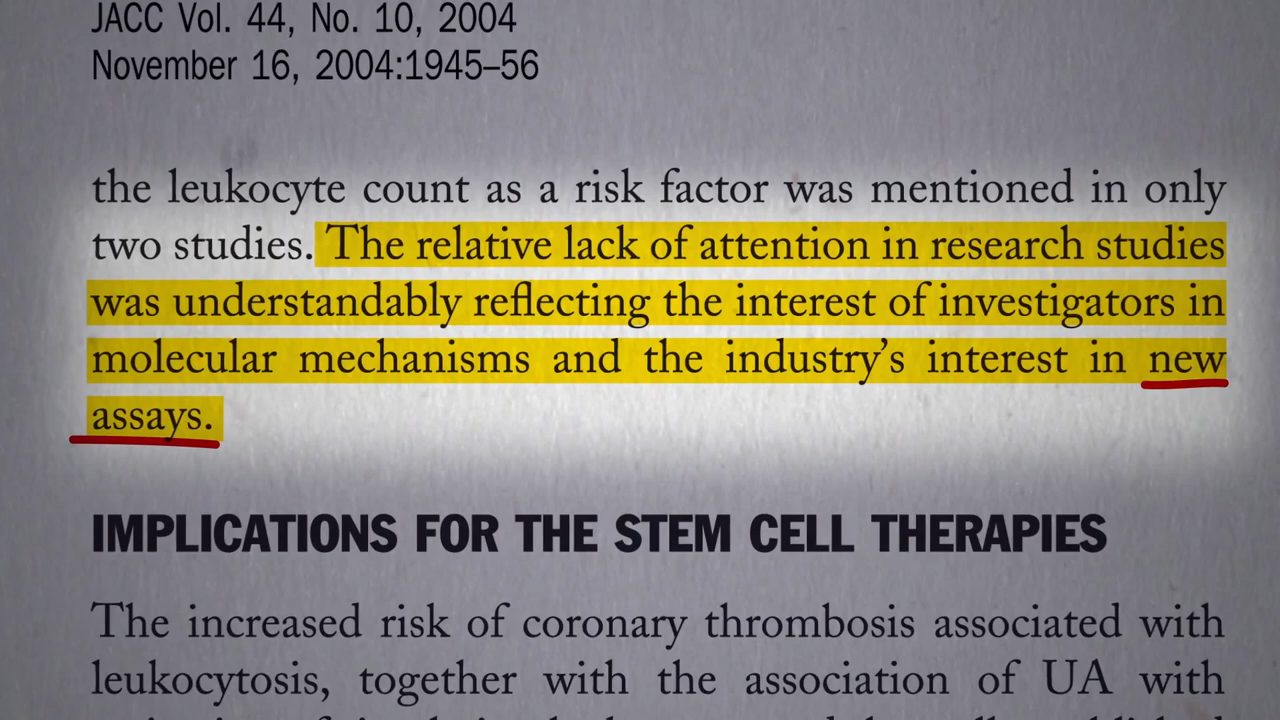 JACC Vol. 44, No. 10, 2004
November 16, 2004:1945–56
the leukocyte count as a risk factor was mentioned in only
two studies. The relative lack of attention in research studies
was understandably reflecting the interest of investigators in
molecular mechanisms and the industry’s interest in new
assays.
IMPLICATIONS FOR THE STEM CELL THERAPIES
The increased risk of coronary thrombosis associated with
leukocytosis, together with the association of UA with